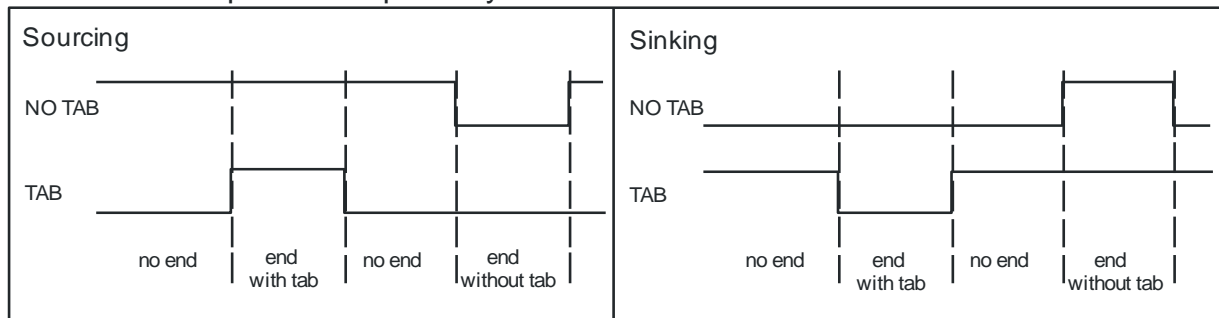 Sourcing
NO TAB
TAB
no end
end
with tab
no end
end
without tab
Sinking
NO TAB
TAB
no end
end
with tab
no end
end
without tab